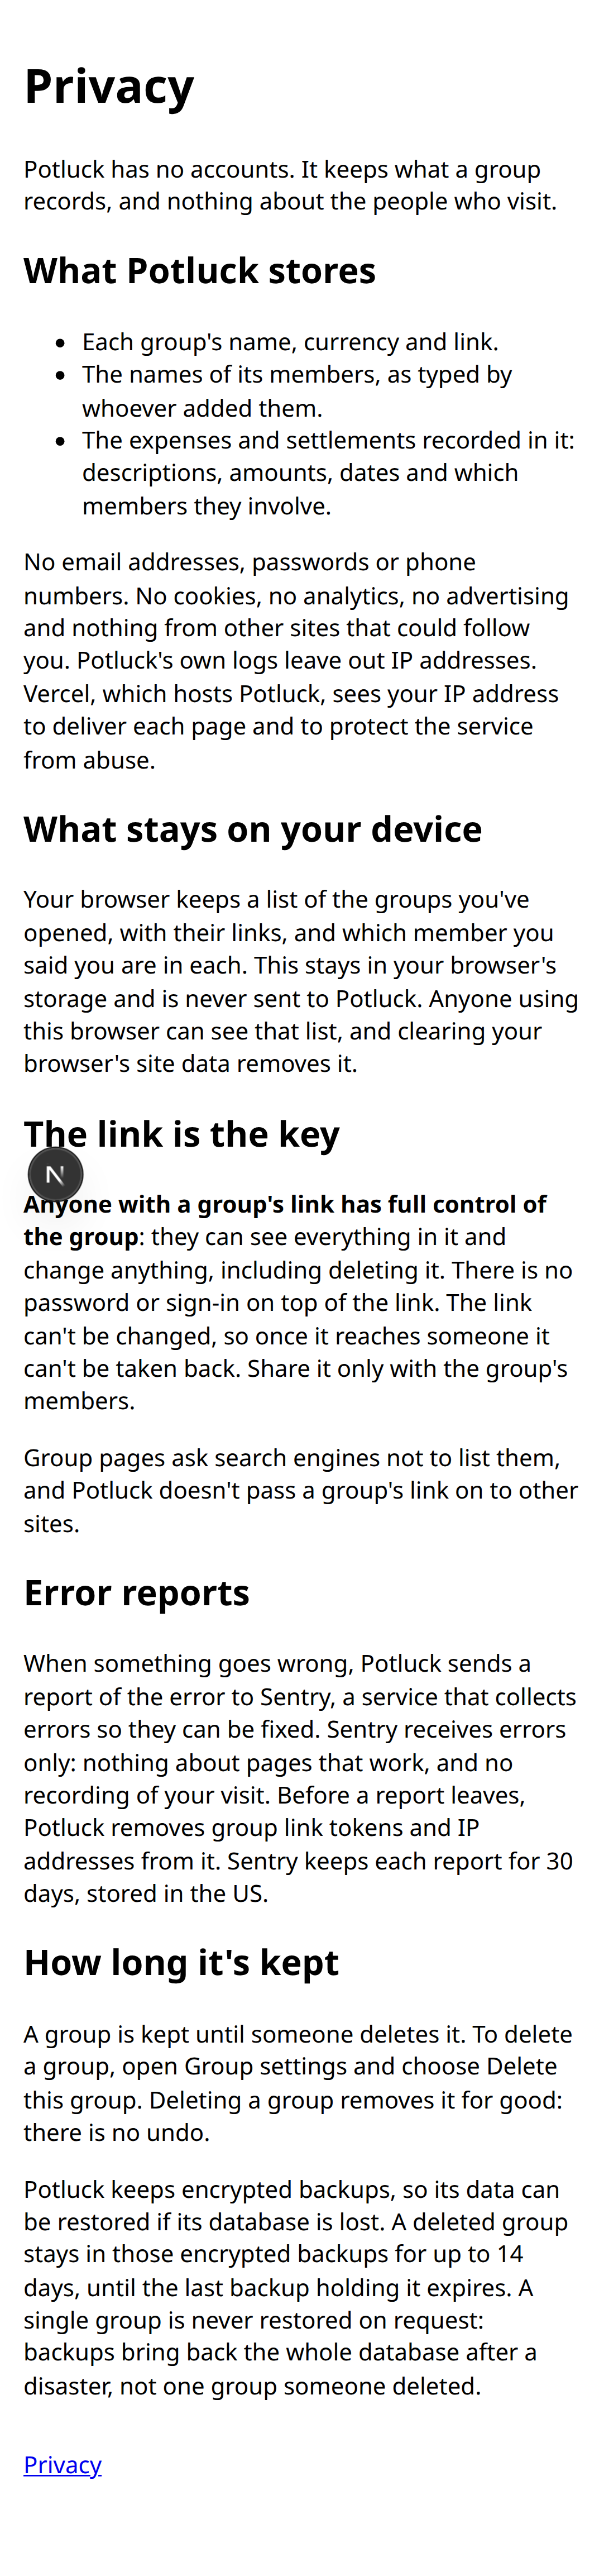 Privacy
Potluck has no accounts. It keeps what a group
records, and nothing about the people who visit.
What Potluck stores
• Each group's name, currency and link.
• The names of its members, as typed by
whoever added them.
• The expenses and settlements recorded in it:
descriptions, amounts, dates and which
members they involve.
No email addresses, passwords or phone
numbers. No cookies, no analytics, no advertising
and nothing from other sites that could follow
you. Potluck's own logs leave out IP addresses.
Vercel, which hosts Potluck, sees your IP address
to deliver each page and to protect the service
from abuse.
What stays on your device
Your browser keeps a list of the groups you've
opened, with their links, and which member you
said you are in each. This stays in your browser's
storage and is never sent to Potluck. Anyone using
this browser can see that list, and clearing your
browser's site data removes it.
The link is the key
N
Anyone with a group's link has full control of
the group: they can see everything in it and
change anything, including deleting it. There is no
password or sign-in on top of the link. The link
can't be changed, so once it reaches someone it
can't be taken back. Share it only with the group's
members.
Group pages ask search engines not to list them,
and Potluck doesn't pass a group's link on to other
sites.
Error reports
When something goes wrong, Potluck sends a
report of the error to Sentry, a service that collects
errors so they can be fixed. Sentry receives errors
only: nothing about pages that work, and no
recording of your visit. Before a report leaves,
Potluck removes group link tokens and IP
addresses from it. Sentry keeps each report for 30
days, stored in the US.
How long it's kept
A group is kept until someone deletes it. To delete
a group, open Group settings and choose Delete
this group. Deleting a group removes it for good:
there is no undo.
Potluck keeps encrypted backups, so its data can
be restored if its database is lost. A deleted group
stays in those encrypted backups for up to 14
days, until the last backup holding it expires. A
single group is never restored on request:
backups bring back the whole database after a
disaster, not one group someone deleted.
Privacy